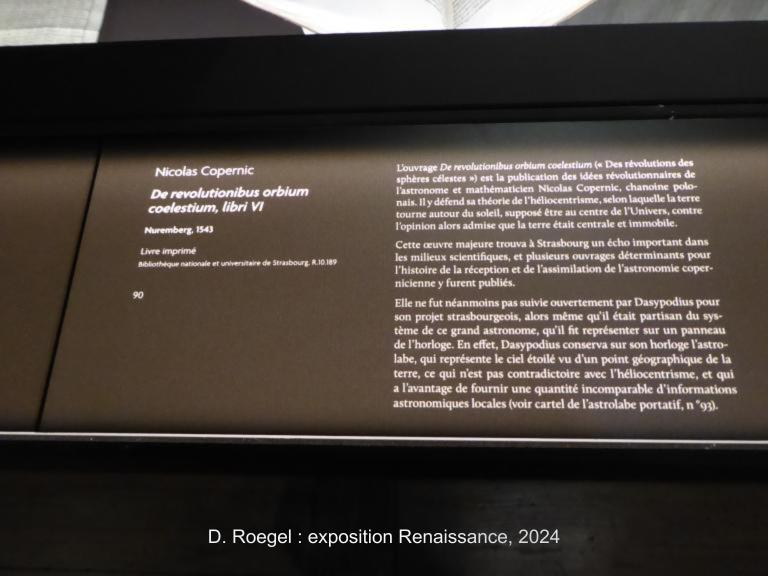 Nicolas Copernic
De revolutionibus orbium
coelestium, libri VI
Nuremberg, 1543
Livre imprimé
Bibliothèque nationale et universitaire de Strasbourg, R.10.189
90
L'ouvrage De revolutionibus orbium coelestium (« Des révolutions des
sphères célestes ») est la publication des idées révolutionnaires de
l'astronome et mathématicien Nicolas Copernic, chanoine polo-
nais. Il y défend sa théorie de l'héliocentrisme, selon laquelle la terre
tourne autour du soleil, supposé être au centre de l'Univers, contre
l'opinion alors admise que la terre était centrale et immobile.
Cette œuvre majeure trouva à Strasbourg un écho important dans
les milieux scientifiques, et plusieurs ouvrages déterminants pour
l'histoire de la réception et de l'assimilation de l'astronomie coper-
nicienne y furent publiés.
Elle ne fut néanmoins pas suivie ouvertement par Dasypodius pour
son projet strasbourgeois, alors même qu'il était partisan du sys-
tème de ce grand astronome, qu'il fit représenter sur un panneau
de l'horloge. En effet, Dasypodius conserva sur son horloge l'astro-
labe, qui représente le ciel étoilé vu d'un point géographique de la
terre, ce qui n'est pas contradictoire avec l'héliocentrisme, et qui
a l'avantage de fournir une quantité incomparable d'informations
astronomiques locales (voir cartel de l'astrolabe portatif, n °93).
D. Roegel : exposition Renaissance, 2024